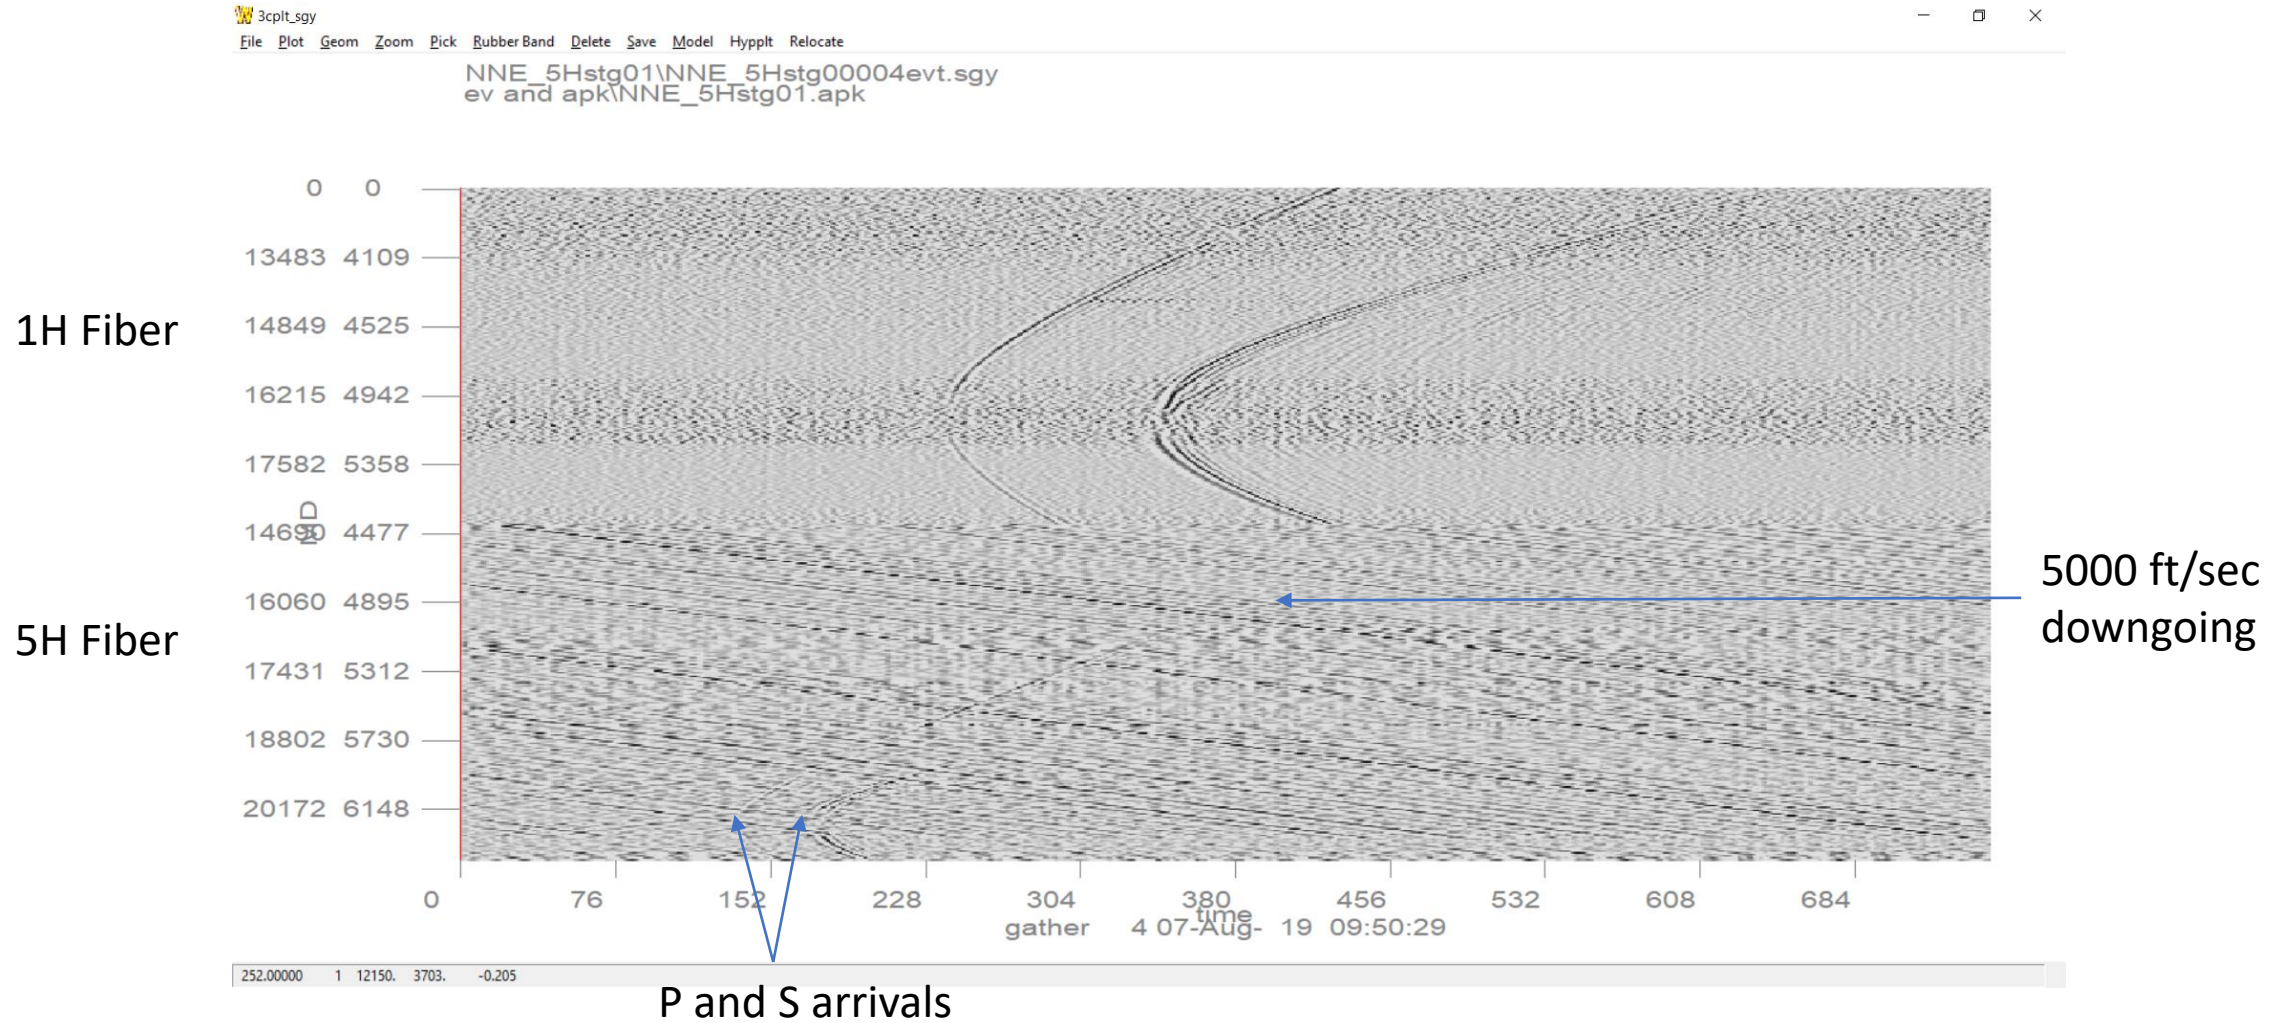 3cplt_sgy
File Plot Geom Zoom Pick Rubber Band Delete Save Model Hypplt Relocate
NNE_5Hstg01\NNE_5Hstg00004evt.sgy
ev and apk\NNE_5Hstg01.apk
0 0
13483 4109
1H Fiber
14849 4525
16215 4942
17582 5358
MD
14690 4477
5000 ft/sec
downgoing
16060 4895
5H Fiber
17431 5312
18802 5730
20172 6148
0 76 152 228 304 380 456 532 608 684
time
gather 4 07-Aug- 19 09:50:29
252.00000 1 12150. 3703. -0.205
P and S arrivals